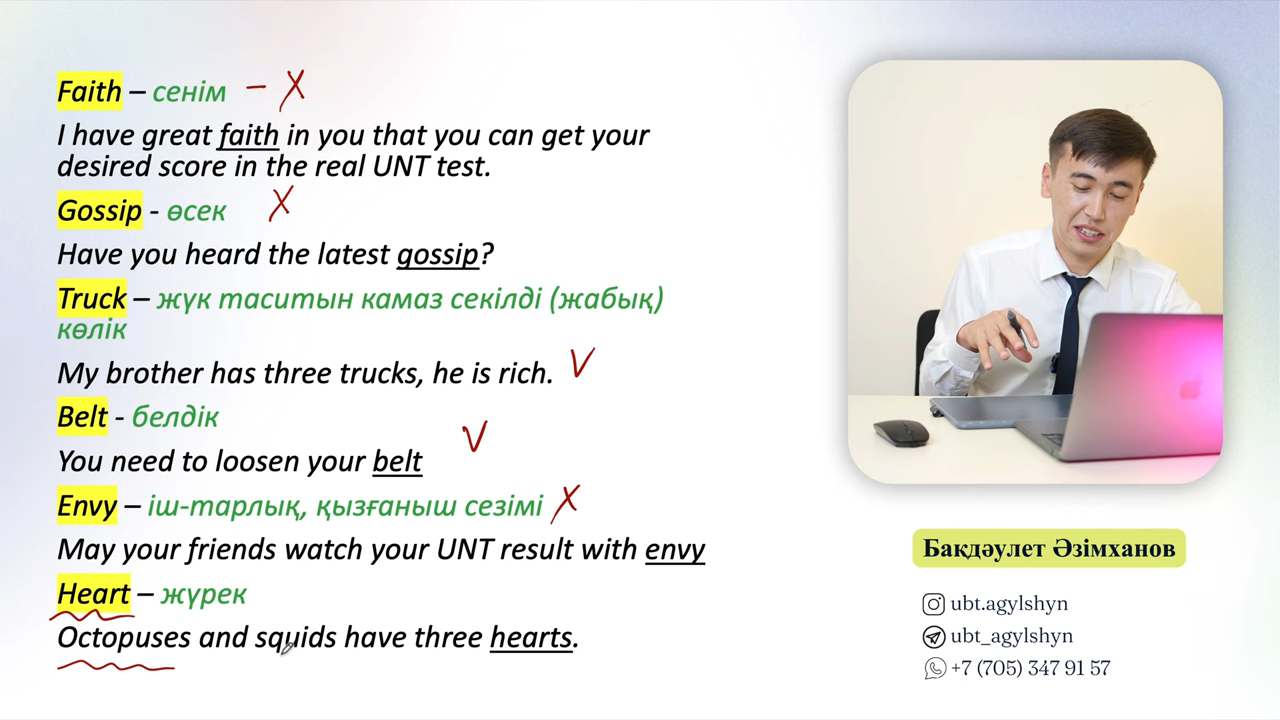 Faith – сенім – X
I have great faith in you that you can get your
desired score in the real UNT test.
Gossip - өсек X
Have you heard the latest gossip?
Truck – жүк таситын камаз секілді (жабық)
көлік
My brother has three trucks, he is rich. V
Belt - белдік
You need to loosen your belt V
Envy – іш-тарлық, қызғаныш сезімі X
May your friends watch your UNT result with envy
Heart – жүрек
Octopuses and squids have three hearts.
Бақдәулет Әзімханов
ubt.agylshyn
ubt_agylshyn
+7 (705) 347 91 57